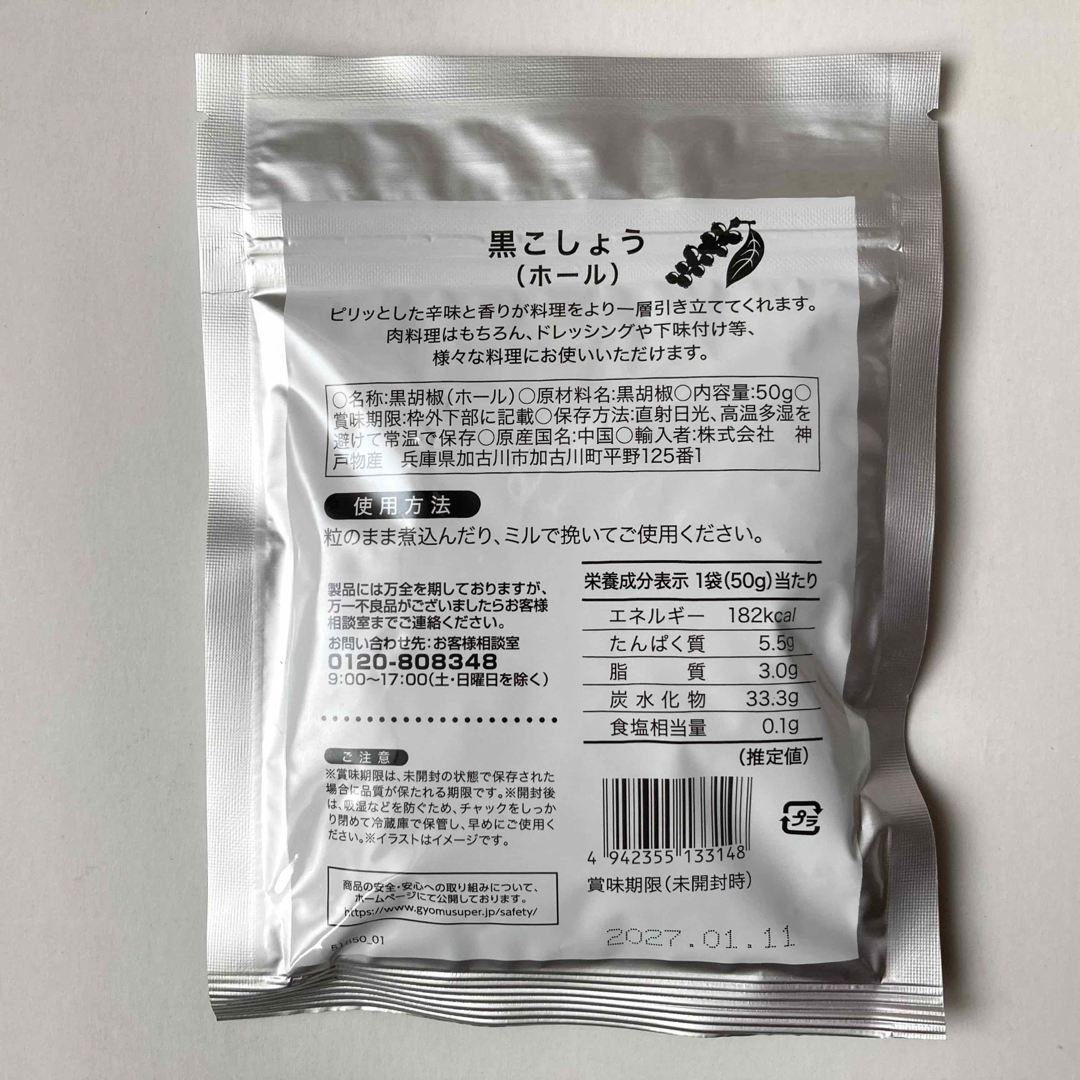 黒こしょう
（ホール）
ピリッとした辛味と香りが料理をより一層引き立ててくれます。
肉料理はもちろん、ドレッシングや下味付け等、
様々な料理にお使いいただけます。
○名称:黒胡椒（ホール）○原材料名:黒胡椒○内容量:50g○
賞味期限:枠外下部に記載○保存方法:直射日光、高温多湿を
避けて常温で保存○原産国名:中国○輸入者:株式会社　神
戸物産　兵庫県加古川市加古川町平野125番1
使用方法
粒のまま煮込んだり、ミルで挽いてご使用ください。
製品には万全を期しておりますが、
万一不良品がございましたらお客様
相談室までご連絡ください。
お問い合わせ先:お客様相談室
0120-808348
9:00〜17:00（土・日曜日を除く）
栄養成分表示 1袋（50g）当たり
エネルギー 182kcal
たんぱく質 5.5g
脂質 3.0g
炭水化物 33.3g
食塩相当量 0.1g
（推定値）
ご注意
※賞味期限は、未開封の状態で保存された
場合に品質が保たれる期限です。※開封後
は、吸湿などを防ぐため、チャックをしっか
り閉めて冷蔵庫で保管し、早めにご使用く
ださい。※イラストはイメージです。
商品の安全・安心への取り組みについて、
ホームページにて公開しております。
https://www.gyomusuper.jp/safety/
4 942355 133148
プラ
賞味期限（未開封時）
2027.01.11